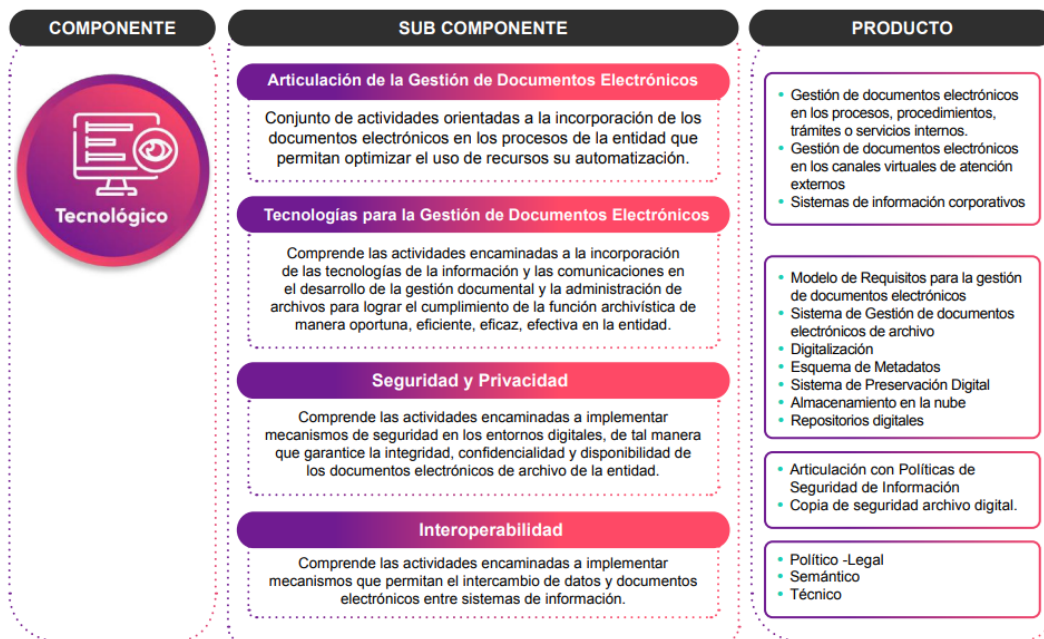 COMPONENTE
SUB COMPONENTE
PRODUCTO
Tecnológico
Articulación de la Gestión de Documentos Electrónicos
Conjunto de actividades orientadas a la incorporación de los
documentos electrónicos en los procesos de la entidad que
permitan optimizar el uso de recursos su automatización.
• Gestión de documentos electrónicos
en los procesos, procedimientos,
trámites o servicios internos.
• Gestión de documentos electrónicos
en los canales virtuales de atención
externos
• Sistemas de información corporativos
Tecnologías para la Gestión de Documentos Electrónicos
Comprende las actividades encaminadas a la incorporación
de las tecnologías de la información y las comunicaciones en
el desarrollo de la gestión documental y la administración de
archivos para lograr el cumplimiento de la función archivística de
manera oportuna, eficiente, eficaz, efectiva en la entidad.
• Modelo de Requisitos para la gestión
de documentos electrónicos
• Sistema de Gestión de documentos
electrónicos de archivo
• Digitalización
• Esquema de Metadatos
• Sistema de Preservación Digital
• Almacenamiento en la nube
• Repositorios digitales
Seguridad y Privacidad
Comprende las actividades encaminadas a implementar
mecanismos de seguridad en los entornos digitales, de tal manera
que garantice la integridad, confidencialidad y disponibilidad de
los documentos electrónicos de archivo de la entidad.
• Articulación con Políticas de
Seguridad de Información
• Copia de seguridad archivo digital.
Interoperabilidad
Comprende las actividades encaminadas a implementar
mecanismos que permitan el intercambio de datos y documentos
electrónicos entre sistemas de información.
• Político -Legal
• Semántico
• Técnico